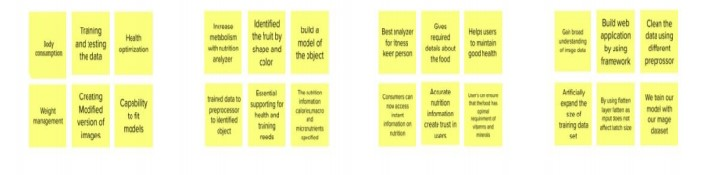 body
consumption
Training
and testing
the data
Health
optimization
Weight
management
Creating
Modified
version of
images
Capability
to fit
models
Increase
metabolism
with nutrition
analyzer
Identified
the fruit by
shape and
color
build a
model of
the object
trained data to
preprocessor
to identified
object
Essential
supporting for
health and
training
needs
The nutrition
information
calories,macro
and
micronutrients
specified
Best analyzer
for fitness
keer person
Gives
required
details about
the food
Helps users
to maintain
good health
Consumers can
now access
instant
information on
nutrition
Accurate
nutrition
information
create trust in
users
User's can ensure
that the food has
optimal
requirement of
vitamins and
minerals
Gain broad
understanding
of image data
Build web
application
by using
framework
Clean the
data using
different
prepossor
Artificially
expand the
size of
training data
set
By using flatten
layer
input does not
affect batch size
We train our
model with
our image
dataset